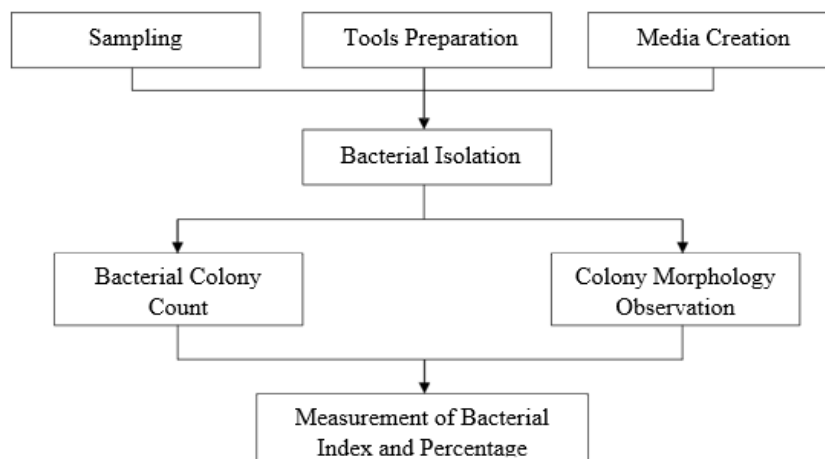 Sampling
Tools Preparation
Media Creation
Bacterial Isolation
Bacterial Colony
Count
Colony Morphology
Observation
Measurement of Bacterial
Index and Percentage